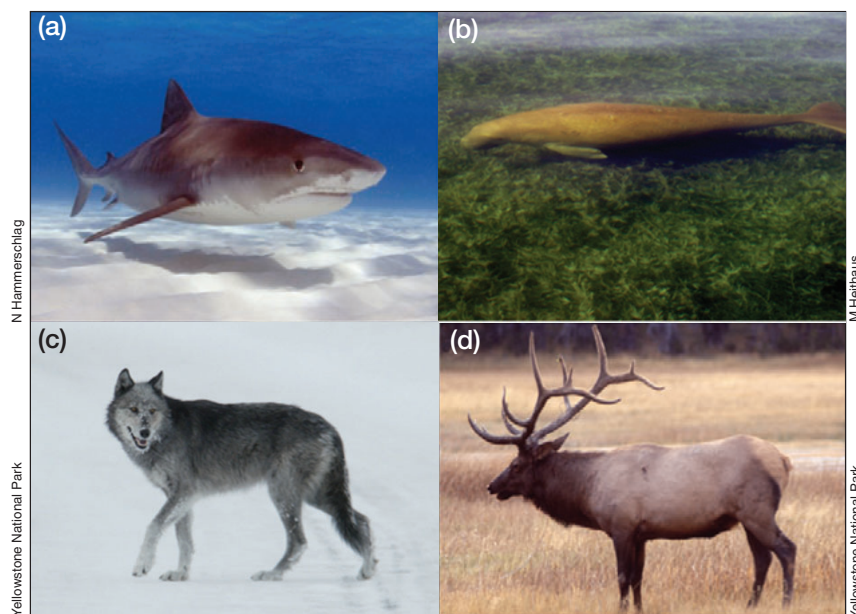 (a)
(b)
N Hammerschlag
M Heithaus
(c)
(d)
Yellowstone National Park
Yellowstone National Park